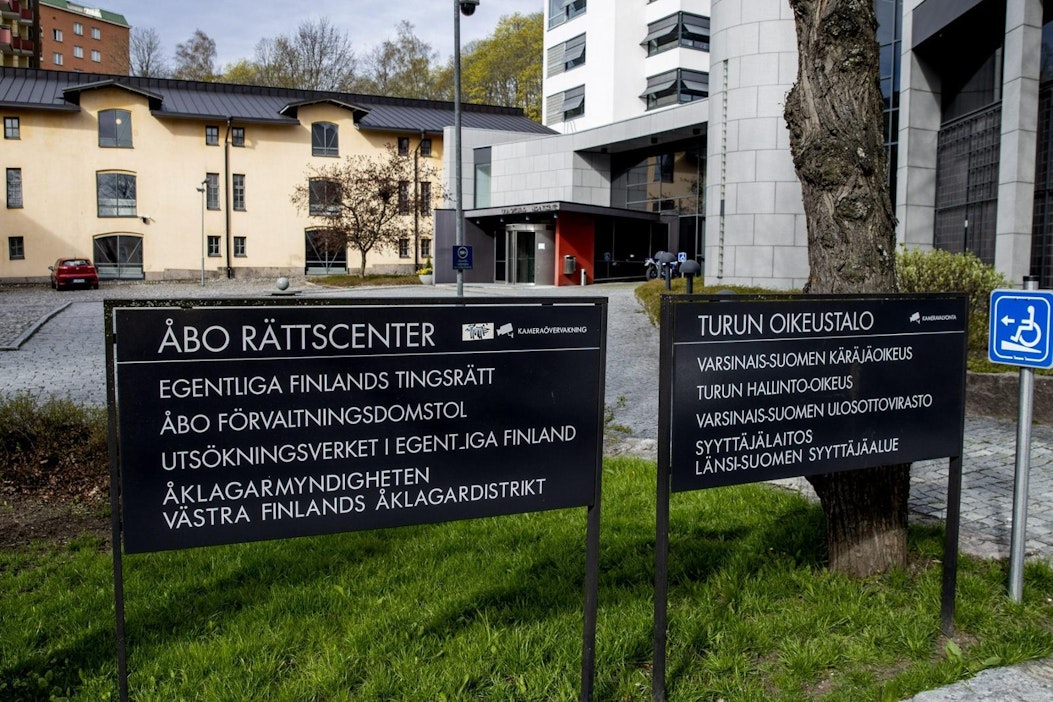 ÅBO RÄTTSCENTER
KAMERAÖVERVAKNING
EGENTLIGA FINLANDS TINGSRÄTT
ÅBO FÖRVALTNINGSDOMSTOL
UTSÖKNINGSVERKET I EGENT_IGA FINLAND
ÅKLAGARMYNDIGHETEN
VÄSTRA FINLANDS ÅKLAGARDISTRIKT
TURUN OIKEUSTALO
KAMERAVALVONTA
VARSINAIS-SUOMEN KÄRÄJÄOIKEUS
TURUN HALLINTO-OIKEUS
VARSINAIS-SUOMEN ULOSOTTOVIRASTO
SYYTTÄJÄLAITOS
LÄNSI-SUOMEN SYYTTÄJÄALUE